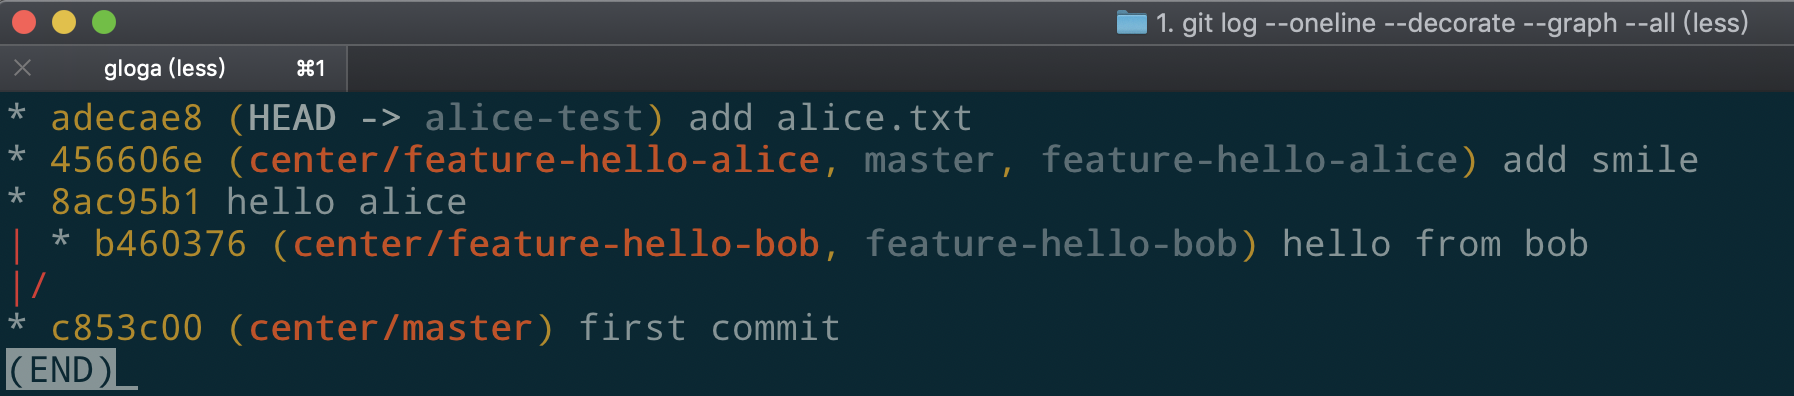 1. git log --oneline --decorate --graph --all (less)
gloga (less) ⌘1
* adecae8 (HEAD -> alice-test) add alice.txt
* 456606e (center/feature-hello-alice, master, feature-hello-alice) add smile
* 8ac95b1 hello alice
| * b460376 (center/feature-hello-bob, feature-hello-bob) hello from bob
|/
* c853c00 (center/master) first commit
(END)